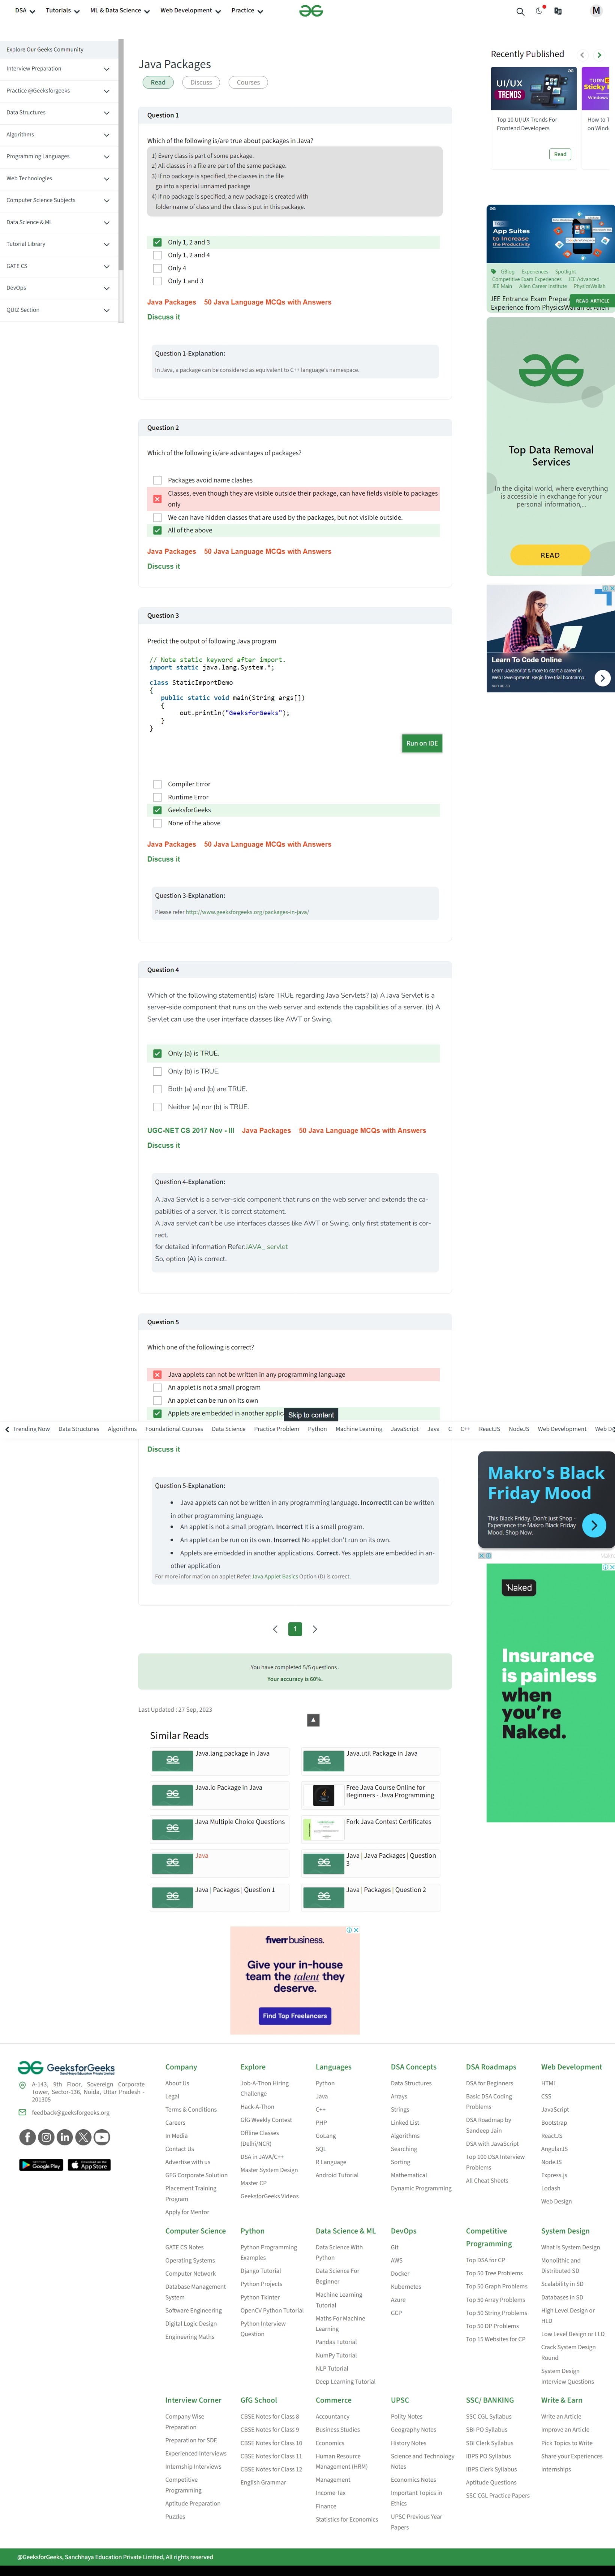 DSA
Tutorials
ML & Data Science
Web Development
Practice
M
Explore Our Geeks Community
Interview Preparation
Practice @Geeksforgeeks
Data Structures
Algorithms
Programming Languages
Web Technologies
Computer Science Subjects
Data Science & ML
Tutorial Library
GATE CS
DevOps
QUIZ Section
Java Packages
Read
Discuss
Courses
Question 1
Which of the following is/are true about packages in Java?
1) Every class is part of some package.
2) All classes in a file are part of the same package.
3) If no package is specified, the classes in the file
go into a special unnamed package
4) If no package is specified, a new package is created with
folder name of class and the class is put in this package.
Only 1, 2 and 3
Only 1, 2 and 4
Only 4
Only 1 and 3
Java Packages 50 Java Language MCQs with Answers
Discuss it
Question 1-Explanation:
In Java, a package can be considered as equivalent to C++ language's namespace.
Question 2
Which of the following is/are advantages of packages?
Packages avoid name clashes
Classes, even though they are visible outside their package, can have fields visible to packages
only
We can have hidden classes that are used by the packages, but not visible outside.
All of the above
Java Packages 50 Java Language MCQs with Answers
Discuss it
Question 3
Predict the output of following Java program
// Note static keyword after import.
import static java.lang.System.*;
class StaticImportDemo
{
public static void main(String args[])
{
out.println("GeeksforGeeks");
}
}
Run on IDE
Compiler Error
Runtime Error
GeeksforGeeks
None of the above
Java Packages 50 Java Language MCQs with Answers
Discuss it
Question 3-Explanation:
Please refer http://www.geeksforgeeks.org/packages-in-java/
Question 4
Which of the following statement(s) is/are TRUE regarding Java Servlets? (a) A Java Servlet is a
server-side component that runs on the web server and extends the capabilities of a server. (b) A
Servlet can use the user interface classes like AWT or Swing.
Only (a) is TRUE.
Only (b) is TRUE.
Both (a) and (b) are TRUE.
Neither (a) nor (b) is TRUE.
UGC-NET CS 2017 Nov - III Java Packages 50 Java Language MCQs with Answers
Discuss it
Question 4-Explanation:
A Java Servlet is a server-side component that runs on the web server and extends the ca-
pabilities of a server. It is correct statement.
A Java servlet can't be use interfaces classes like AWT or Swing. only first statement is cor-
rect.
for detailed information Refer:JAVA_ servlet
So, option (A) is correct.
Question 5
Which one of the following is correct?
Java applets can not be written in any programming language
An applet is not a small program
An applet can be run on its own
Applets are embedded in another applic
Skip to content
Trending Now Data Structures Algorithms Foundational Courses Data Science Practice Problem Python Machine Learning JavaScript Java C C++ ReactJS NodeJS Web Development Web D
Discuss it
Question 5-Explanation:
Java applets can not be written in any programming language. IncorrectIt can be written
in other programming language.
An applet is not a small program. Incorrect It is a small program.
An applet can be run on its own. Incorrect No applet don't run on its own.
Applets are embedded in another applications. Correct. Yes applets are embedded in an-
other application
For more infor mation on applet Refer:Java Applet Basics Option (D) is correct.
1
You have completed 5/5 questions .
Your accuracy is 60%.
Last Updated : 27 Sep, 2023
Similar Reads
Java.lang package in Java
Java.util Package in Java
Java.io Package in Java
Free Java Course Online for
Beginners - Java Programming
Java Multiple Choice Questions
Fork Java Contest Certificates
Java
Java | Java Packages | Question
3
Java | Packages | Question 1
Java | Packages | Question 2
Recently Published
UI/UX
TRENDS
Top 10 UI/UX Trends For
Frontend Developers
Read
TURN
Sticky
Windows
How to T
on Wind
App Suites
to Increase
the Productivity
GBlog Experiences Spotlight
Competitive Exam Experiences JEE Advanced
JEE Main Allen Career Institute PhysicsWallah
JEE Entrance Exam Prepar
Experience from PhysicsWallah & Allen
READ ARTICLE
Top Data Removal
Services
In the digital world, where everything
is accessible in exchange for your
personal information,...
READ
Learn To Code Online
Learn JavaScript & more to start a career in
Web Development. Begin free trial bootcamp.
Makro's Black
Friday Mood
This Black Friday, Don't Just Shop -
Experience the Makro Black Friday
Mood. Shop Now.
Naked
Insurance
is painless
when
you're
Naked.
fiverr business.
Give your in-house
team the talent they
deserve.
Find Top Freelancers
GeeksforGeeks
A-143, 9th Floor, Sovereign Corporate
Tower, Sector-136, Noida, Uttar Pradesh -
201305
feedback@geeksforgeeks.org
Google Play
App Store
Company
About Us
Legal
Terms & Conditions
Careers
In Media
Contact Us
Advertise with us
GFG Corporate Solution
Placement Training
Program
Apply for Mentor
Explore
Job-A-Thon Hiring
Challenge
Hack-A-Thon
GfG Weekly Contest
Offline Classes
(Delhi/NCR)
DSA in JAVA/C++
Master System Design
Master CP
GeeksforGeeks Videos
Languages
Python
Java
C++
PHP
GoLang
SQL
R Language
Android Tutorial
DSA Concepts
Data Structures
Arrays
Strings
Linked List
Algorithms
Searching
Sorting
Mathematical
Dynamic Programming
DSA Roadmaps
DSA for Beginners
Basic DSA Coding
Problems
DSA Roadmap by
Sandeep Jain
DSA with JavaScript
Top 100 DSA Interview
Problems
All Cheat Sheets
Web Development
HTML
CSS
JavaScript
Bootstrap
ReactJS
AngularJS
NodeJS
Express.js
Lodash
Web Design
Computer Science
GATE CS Notes
Operating Systems
Computer Network
Database Management
System
Software Engineering
Digital Logic Design
Engineering Maths
Python
Python Programming
Examples
Django Tutorial
Python Projects
Python Tkinter
OpenCV Python Tutorial
Python Interview
Question
Data Science & ML
Data Science With
Python
Data Science For
Beginner
Machine Learning
Tutorial
Maths For Machine
Learning
Pandas Tutorial
NumPy Tutorial
NLP Tutorial
Deep Learning Tutorial
DevOps
Git
AWS
Docker
Kubernetes
Azure
GCP
Competitive
Programming
Top DSA for CP
Top 50 Tree Problems
Top 50 Graph Problems
Top 50 Array Problems
Top 50 String Problems
Top 50 DP Problems
Top 15 Websites for CP
System Design
What is System Design
Monolithic and
Distributed SD
Scalability in SD
Databases in SD
High Level Design or
HLD
Low Level Design or LLD
Crack System Design
Round
System Design
Interview Questions
Interview Corner
Company Wise
Preparation
Preparation for SDE
Experienced Interviews
Internship Interviews
Competitive
Programming
Aptitude Preparation
Puzzles
GfG School
CBSE Notes for Class 8
CBSE Notes for Class 9
CBSE Notes for Class 10
CBSE Notes for Class 11
CBSE Notes for Class 12
English Grammar
Commerce
Accountancy
Business Studies
Economics
Human Resource
Management (HRM)
Management
Income Tax
Finance
Statistics for Economics
UPSC
Polity Notes
Geography Notes
History Notes
Science and Technology
Notes
Economics Notes
Important Topics in
Ethics
UPSC Previous Year
Papers
SSC/ BANKING
SSC CGL Syllabus
SBI PO Syllabus
SBI Clerk Syllabus
IBPS PO Syllabus
IBPS Clerk Syllabus
Aptitude Questions
SSC CGL Practice Papers
Write & Earn
Write an Article
Improve an Article
Pick Topics to Write
Share your Experiences
Internships
@GeeksforGeeks, Sanchhaya Education Private Limited, All rights reserved